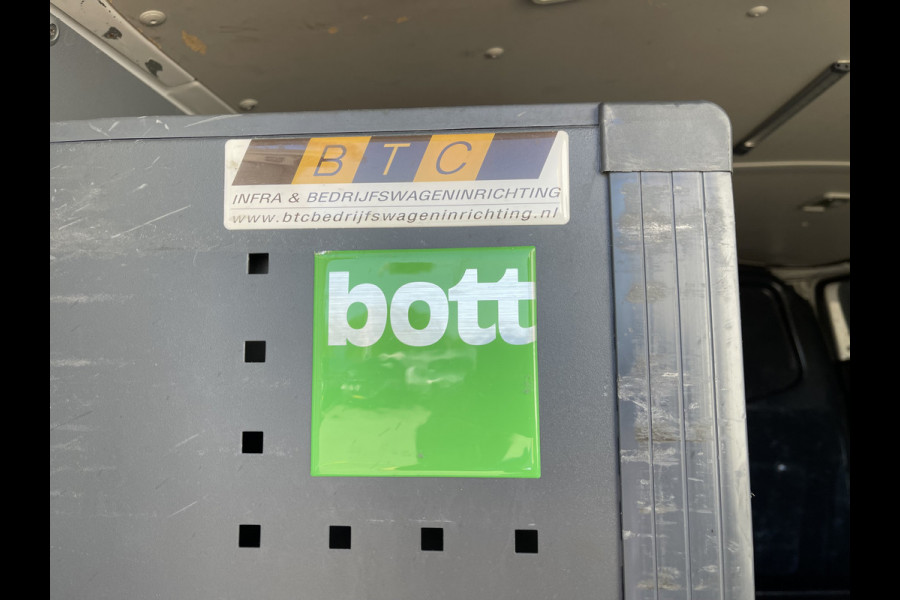 BTC
INFRA & BEDRIJFSWAGENINRICHTING
www.btcbedrijfswageninrichting.nl
bott